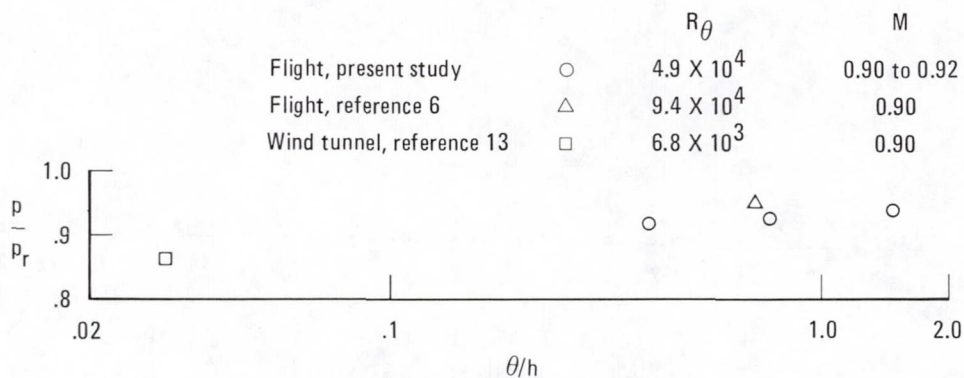 Rθ M
Flight, present study ○ 4.9 X 10^4 0.90 to 0.92
Flight, reference 6 △ 9.4 X 10^4 0.90
Wind tunnel, reference 13 □ 6.8 X 10^3 0.90
1.0
p/pr .9
.8
.02 .1 1.0 2.0
θ/h